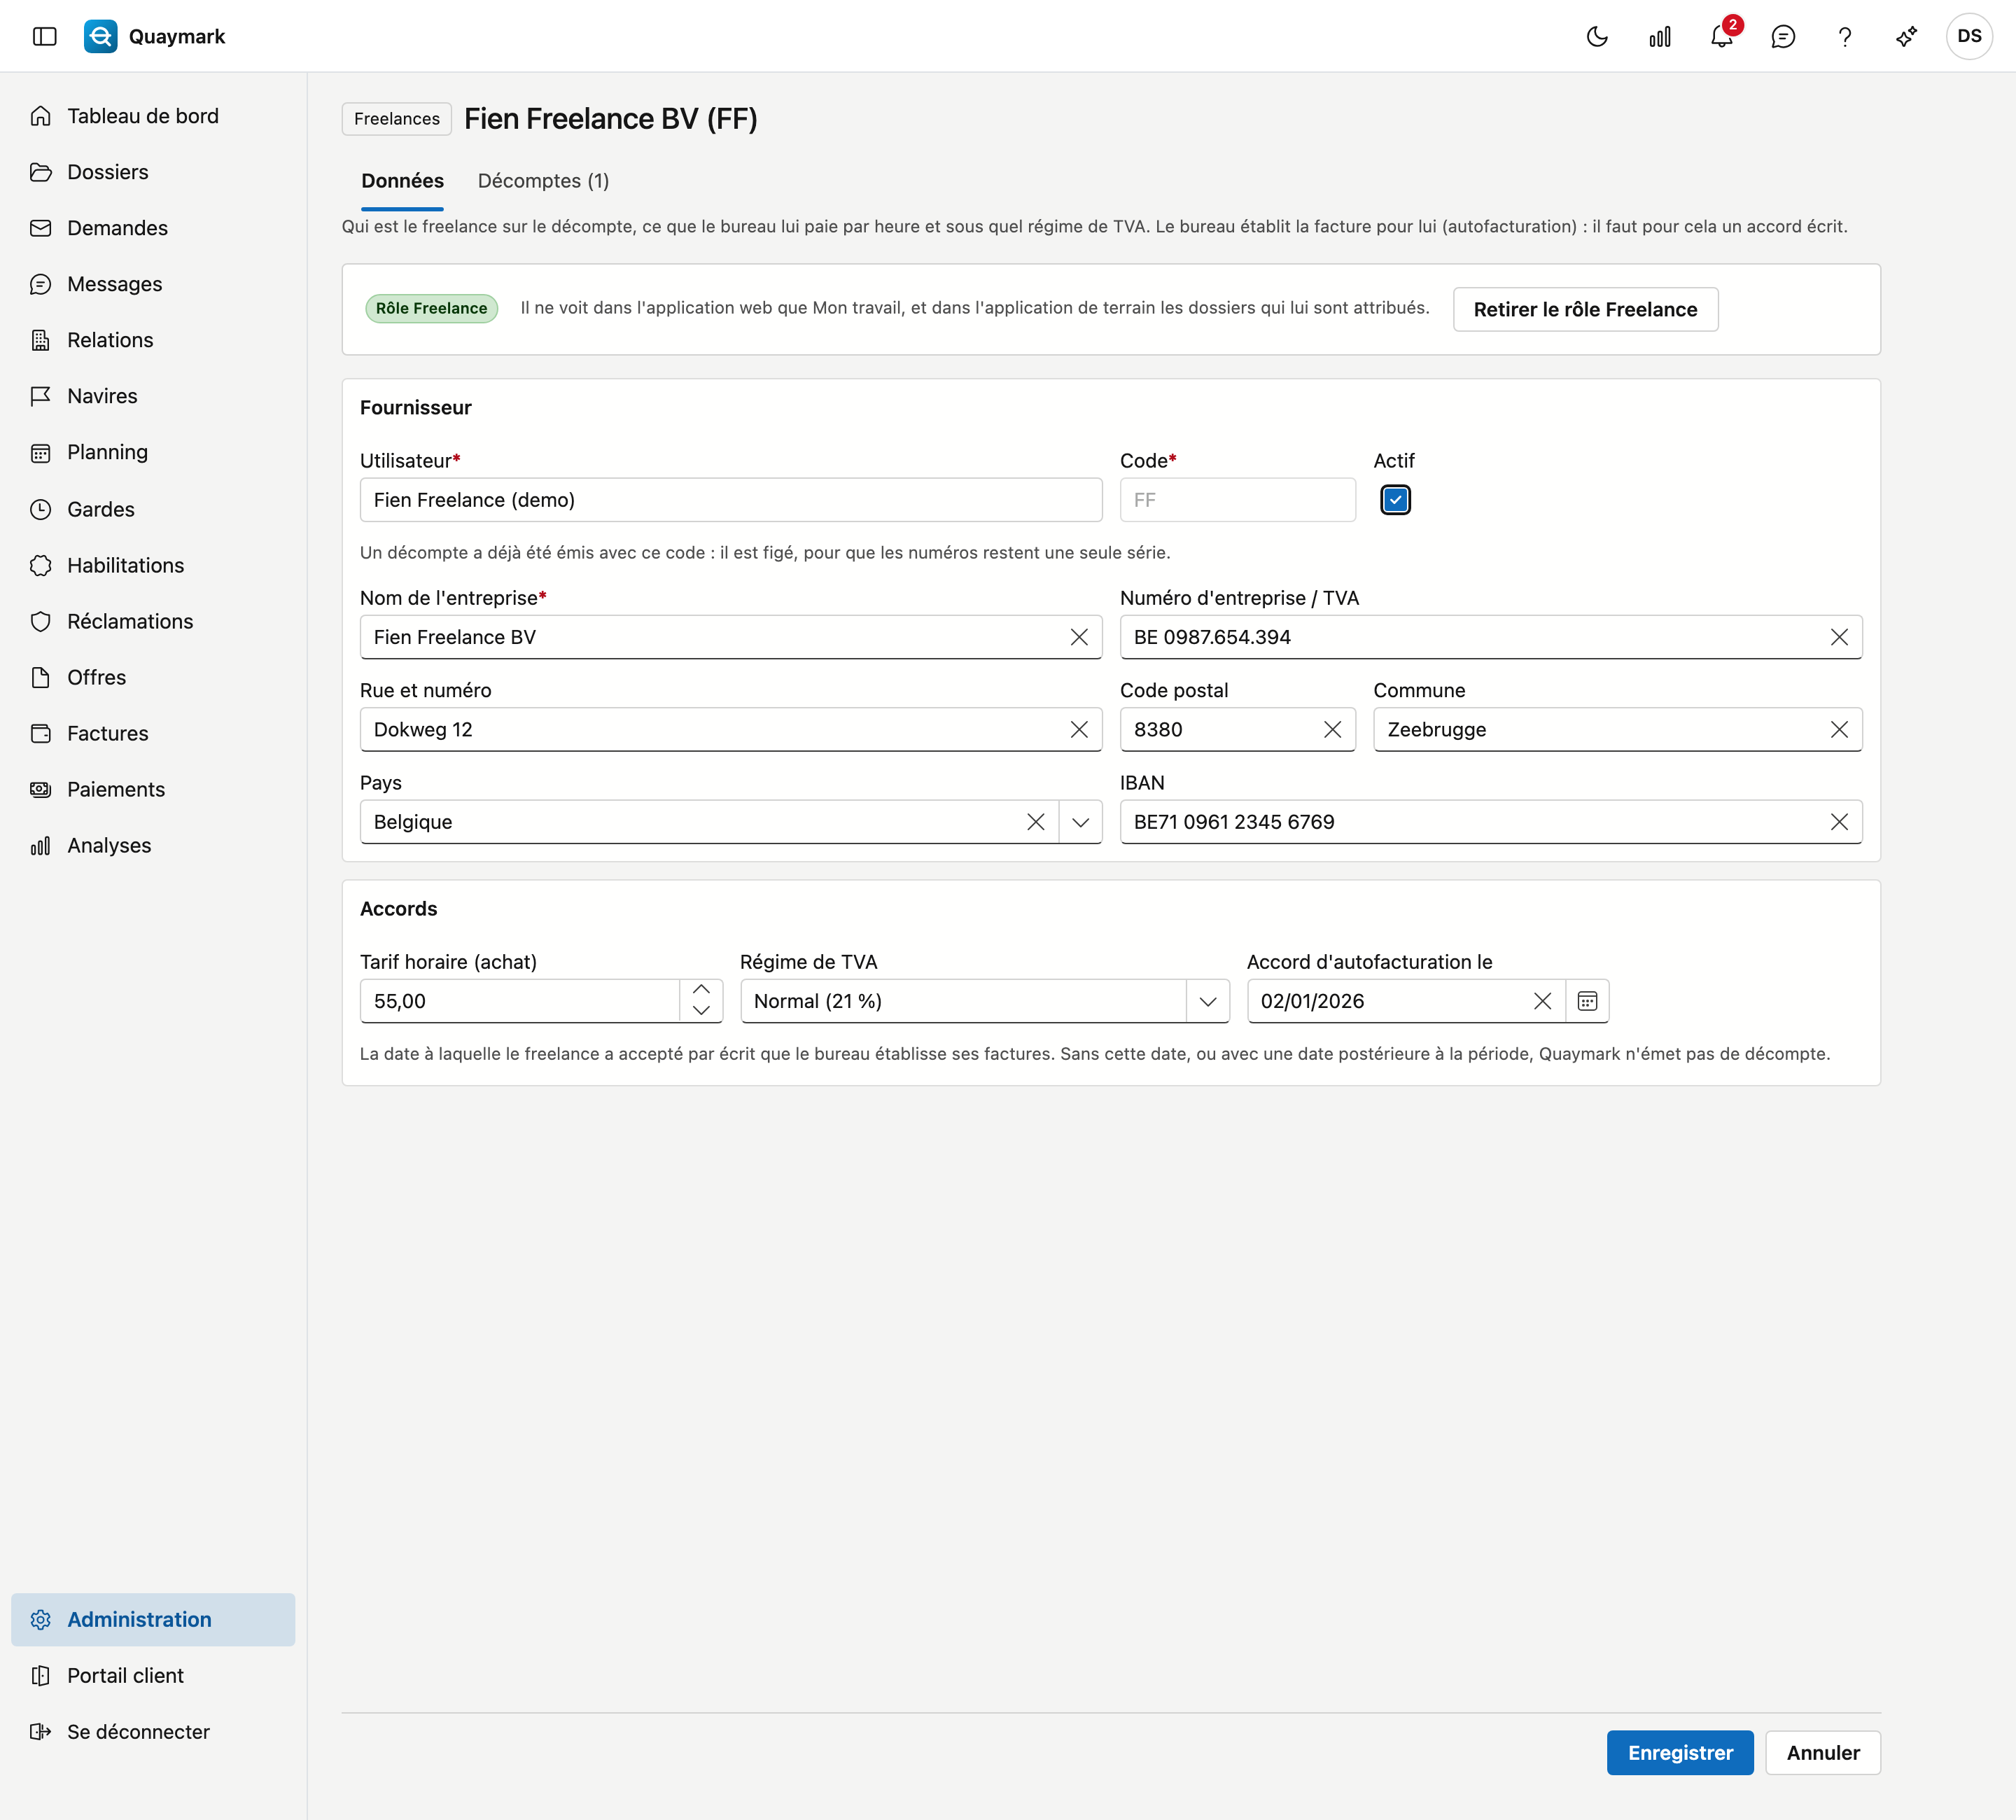 Quaymark
2
DS
Tableau de bord
Dossiers
Demandes
Messages
Relations
Navires
Planning
Gardes
Habilitations
Réclamations
Offres
Factures
Paiements
Analyses
Administration
Portail client
Se déconnecter
Freelances Fien Freelance BV (FF)
Données Décomptes (1)
Qui est le freelance sur le décompte, ce que le bureau lui paie par heure et sous quel régime de TVA. Le bureau établit la facture pour lui (autofacturation) : il faut pour cela un accord écrit.
Rôle Freelance Il ne voit dans l'application web que Mon travail, et dans l'application de terrain les dossiers qui lui sont attribués. Retirer le rôle Freelance
Fournisseur
Utilisateur* Code* Actif
Fien Freelance (demo) FF
Un décompte a déjà été émis avec ce code : il est figé, pour que les numéros restent une seule série.
Nom de l'entreprise* Numéro d'entreprise / TVA
Fien Freelance BV BE 0987.654.394
Rue et numéro Code postal Commune
Dokweg 12 8380 Zeebrugge
Pays IBAN
Belgique BE71 0961 2345 6769
Accords
Tarif horaire (achat) Régime de TVA Accord d'autofacturation le
55,00 Normal (21 %) 02/01/2026
La date à laquelle le freelance a accepté par écrit que le bureau établisse ses factures. Sans cette date, ou avec une date postérieure à la période, Quaymark n'émet pas de décompte.
Enregistrer Annuler